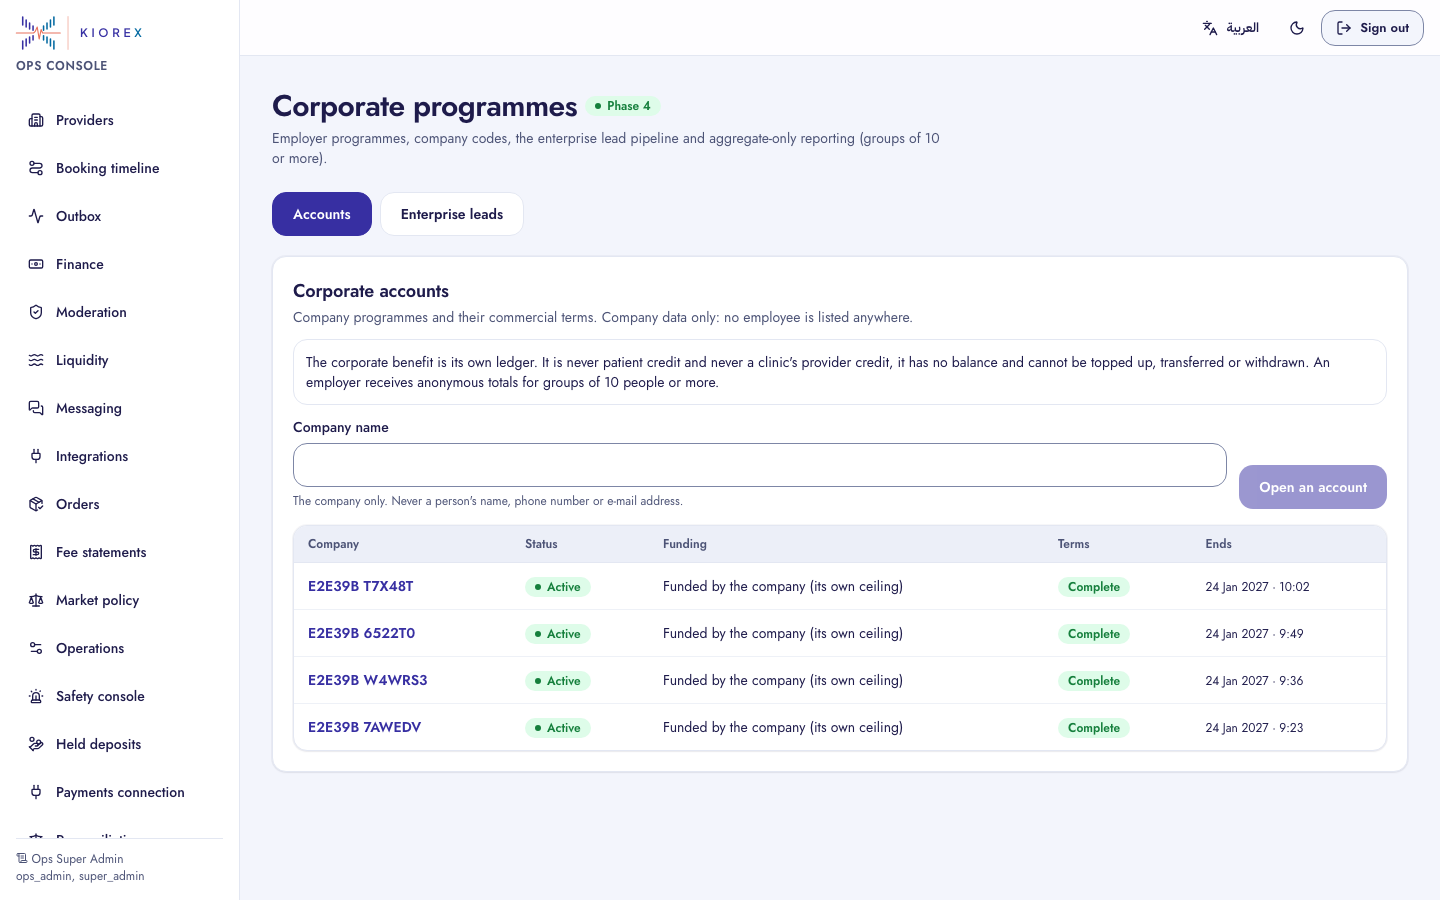 KIOREX
OPS CONSOLE
Providers
Booking timeline
Outbox
Finance
Moderation
Liquidity
Messaging
Integrations
Orders
Fee statements
Market policy
Operations
Safety console
Held deposits
Payments connection
Ops Super Admin
ops_admin, super_admin
العربية
Sign out
Corporate programmes
Phase 4
Employer programmes, company codes, the enterprise lead pipeline and aggregate-only reporting (groups of 10
or more).
Accounts
Enterprise leads
Corporate accounts
Company programmes and their commercial terms. Company data only: no employee is listed anywhere.
The corporate benefit is its own ledger. It is never patient credit and never a clinic's provider credit, it has no balance and cannot be topped up, transferred or withdrawn. An
employer receives anonymous totals for groups of 10 people or more.
Company name
The company only. Never a person's name, phone number or e-mail address.
Open an account
Company Status Funding Terms Ends
E2E39B T7X48T Active Funded by the company (its own ceiling) Complete 24 Jan 2027 · 10:02
E2E39B 6522T0 Active Funded by the company (its own ceiling) Complete 24 Jan 2027 · 9:49
E2E39B W4WRS3 Active Funded by the company (its own ceiling) Complete 24 Jan 2027 · 9:36
E2E39B 7AWEDV Active Funded by the company (its own ceiling) Complete 24 Jan 2027 · 9:23